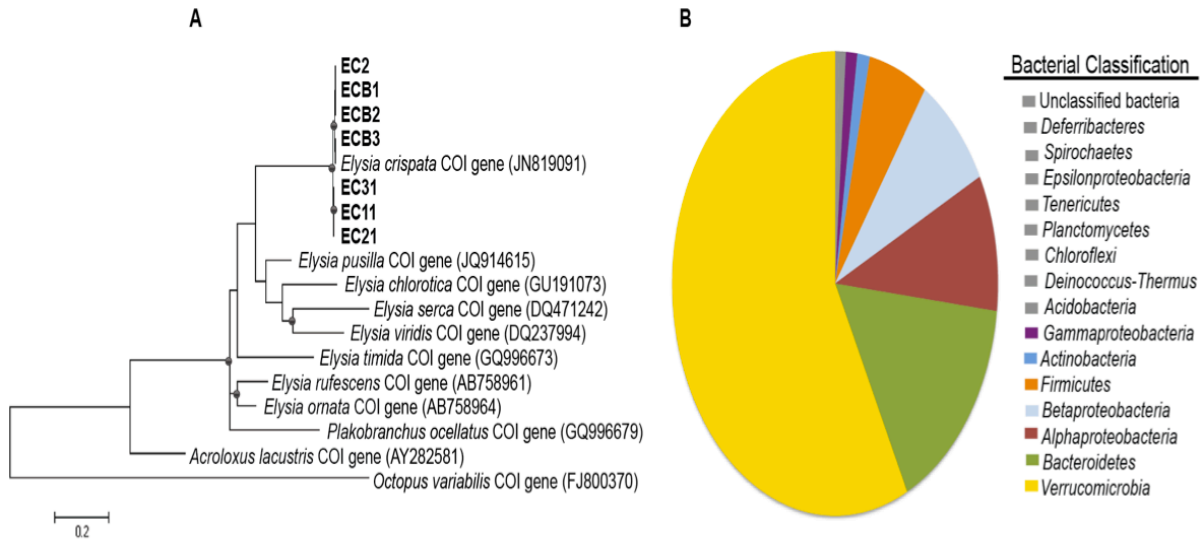 A
EC2
ECB1
ECB2
ECB3
Elysia crispata COI gene (JN819091)
EC31
EC11
EC21
Elysia pusilla COI gene (JQ914615)
Elysia chlorotica COI gene (GU191073)
Elysia serca COI gene (DQ471242)
Elysia viridis COI gene (DQ237994)
Elysia timida COI gene (GQ996673)
Elysia rufescens COI gene (AB758961)
Elysia ornata COI gene (AB758964)
Plakobranchus ocellatus COI gene (GQ996679)
Acroloxus lacustris COI gene (AY282581)
Octopus variabilis COI gene (FJ800370)
0.2
B
Bacterial Classification
Unclassified bacteria
Deferribacteres
Spirochaetes
Epsilonproteobacteria
Tenericutes
Planctomycetes
Chloroflexi
Deinococcus-Thermus
Acidobacteria
Gammaproteobacteria
Actinobacteria
Firmicutes
Betaproteobacteria
Alphaproteobacteria
Bacteroidetes
Verrucomicrobia